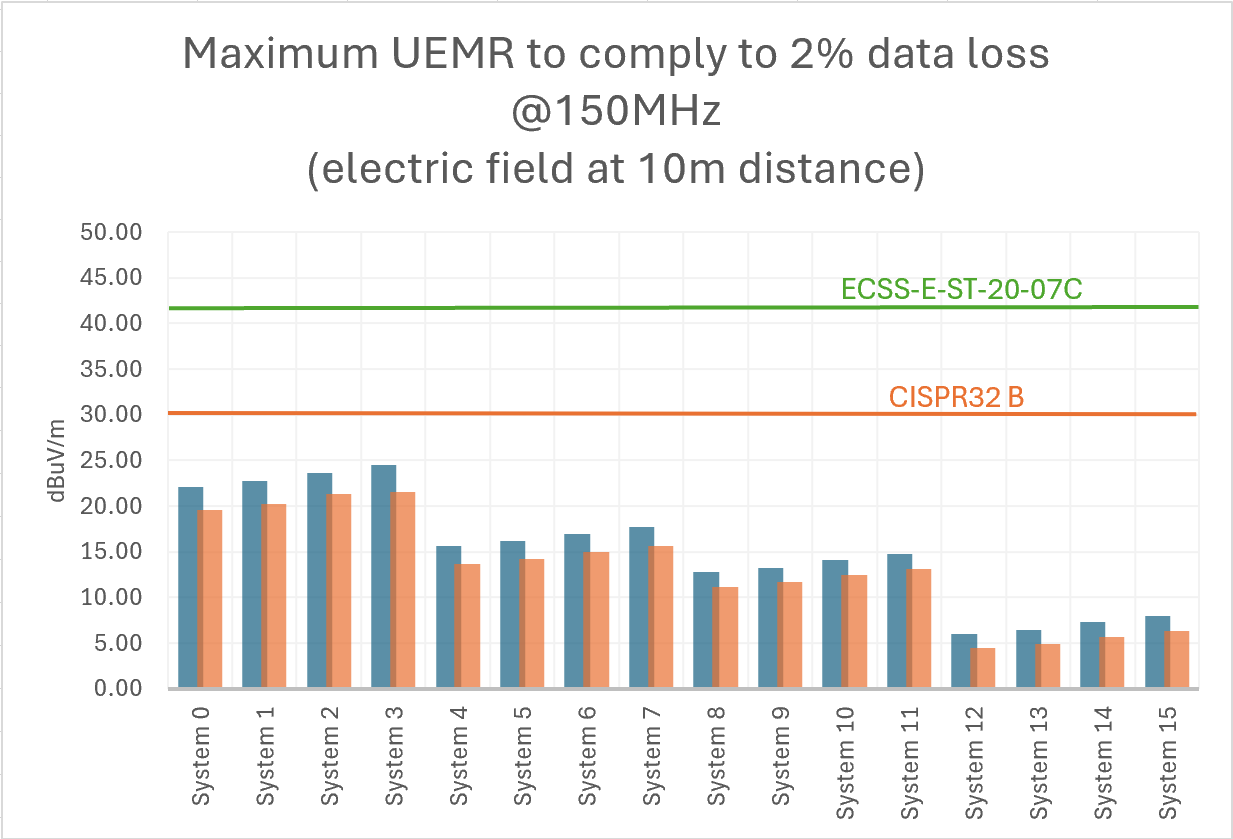 Maximum UEMR to comply to 2% data loss
@150MHz
(electric field at 10m distance)
50.00
45.00
40.00
35.00
30.00
25.00
20.00
15.00
10.00
5.00
0.00
dBuV/m
ECSS-E-ST-20-07C
CISPR32 B
System 0
System 1
System 2
System 3
System 4
System 5
System 6
System 7
System 8
System 9
System 10
System 11
System 12
System 13
System 14
System 15